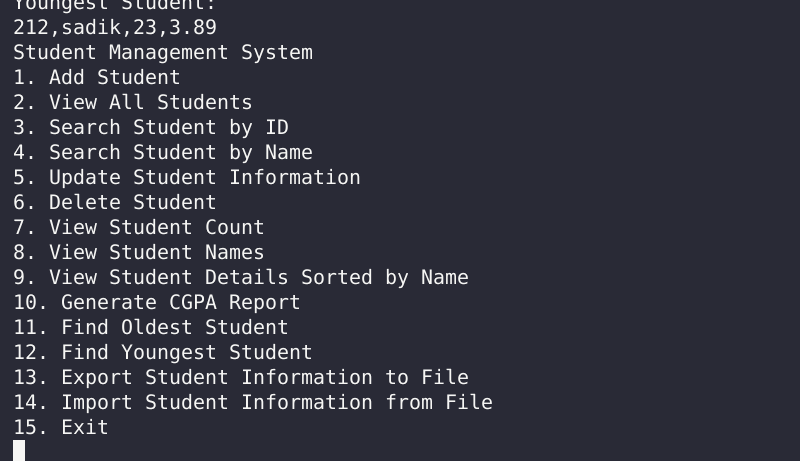 Youngest Student:
212,sadik,23,3.89
Student Management System
1. Add Student
2. View All Students
3. Search Student by ID
4. Search Student by Name
5. Update Student Information
6. Delete Student
7. View Student Count
8. View Student Names
9. View Student Details Sorted by Name
10. Generate CGPA Report
11. Find Oldest Student
12. Find Youngest Student
13. Export Student Information to File
14. Import Student Information from File
15. Exit